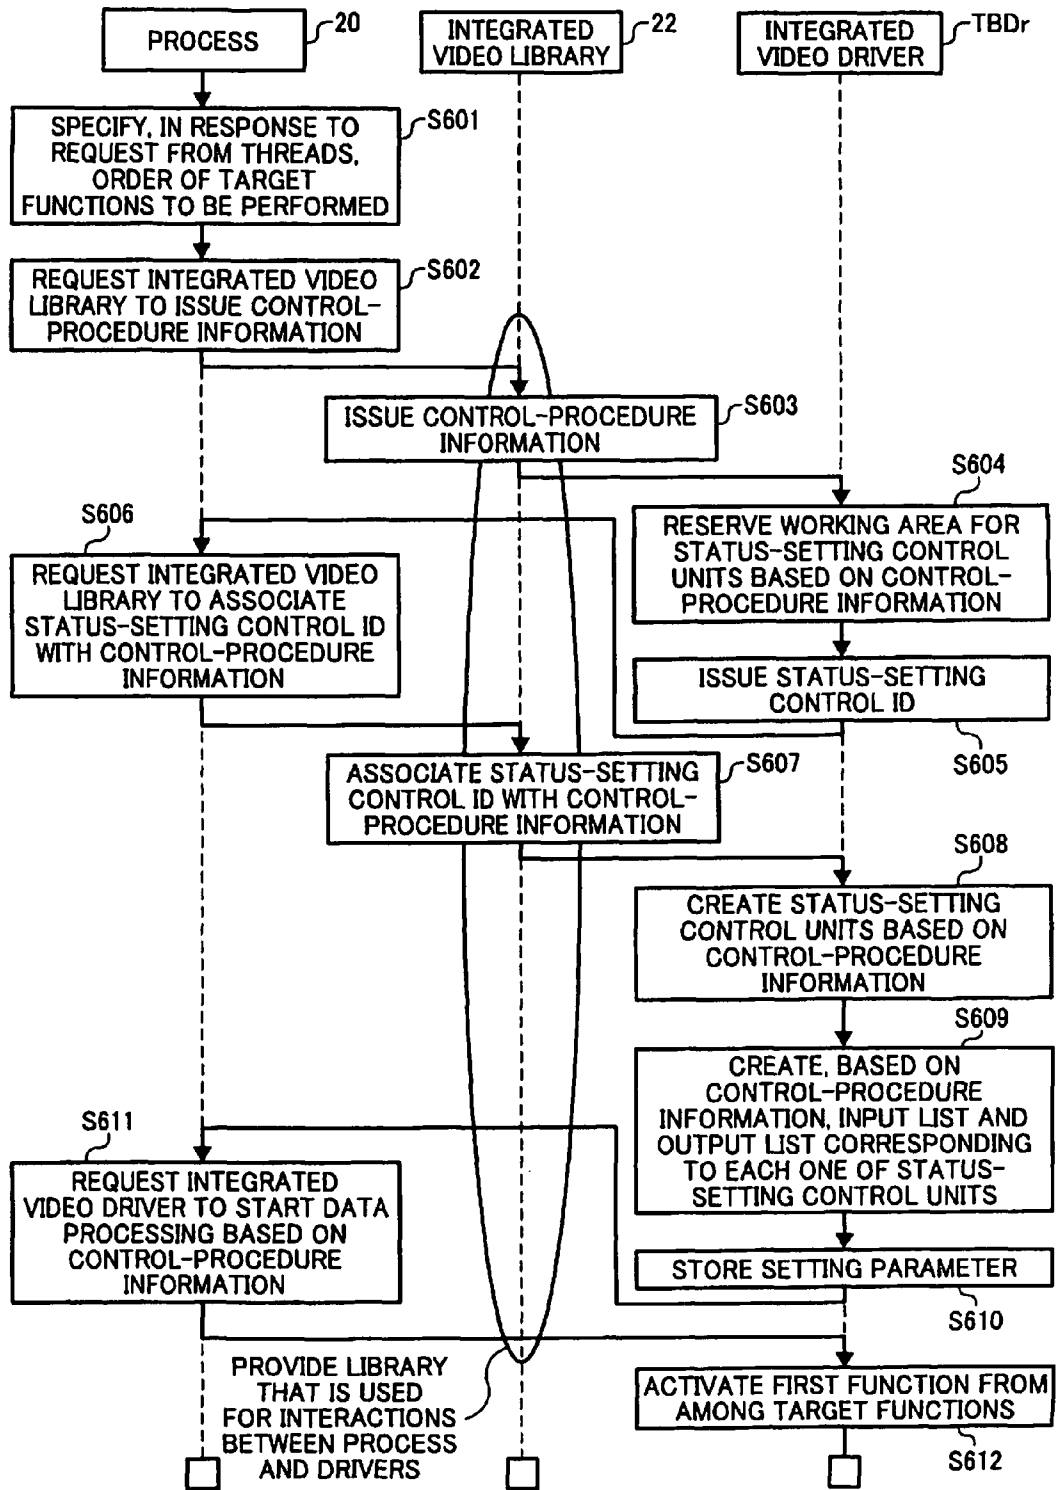 PROCESS
20
INTEGRATED
VIDEO LIBRARY
22
INTEGRATED
VIDEO DRIVER
TBDr
SPECIFY, IN RESPONSE TO
REQUEST FROM THREADS,
ORDER OF TARGET
FUNCTIONS TO BE PERFORMED
S601
REQUEST INTEGRATED VIDEO
LIBRARY TO ISSUE CONTROL-
PROCEDURE INFORMATION
S602
ISSUE CONTROL-PROCEDURE
INFORMATION
S603
S604
RESERVE WORKING AREA FOR
STATUS-SETTING CONTROL
UNITS BASED ON CONTROL-
PROCEDURE INFORMATION
ISSUE STATUS-SETTING
CONTROL ID
S605
S606
REQUEST INTEGRATED VIDEO
LIBRARY TO ASSOCIATE
STATUS-SETTING CONTROL ID
WITH CONTROL-PROCEDURE
INFORMATION
ASSOCIATE STATUS-SETTING
CONTROL ID WITH CONTROL-
PROCEDURE INFORMATION
S607
S608
CREATE STATUS-SETTING
CONTROL UNITS BASED ON
CONTROL-PROCEDURE
INFORMATION
S609
CREATE, BASED ON
CONTROL-PROCEDURE
INFORMATION, INPUT LIST AND
OUTPUT LIST CORRESPONDING
TO EACH ONE OF STATUS-
SETTING CONTROL UNITS
STORE SETTING PARAMETER
S610
S611
REQUEST INTEGRATED
VIDEO DRIVER TO START DATA
PROCESSING BASED ON
CONTROL-PROCEDURE
INFORMATION
ACTIVATE FIRST FUNCTION FROM
AMONG TARGET FUNCTIONS
S612
PROVIDE LIBRARY
THAT IS USED
FOR INTERACTIONS
BETWEEN PROCESS
AND DRIVERS